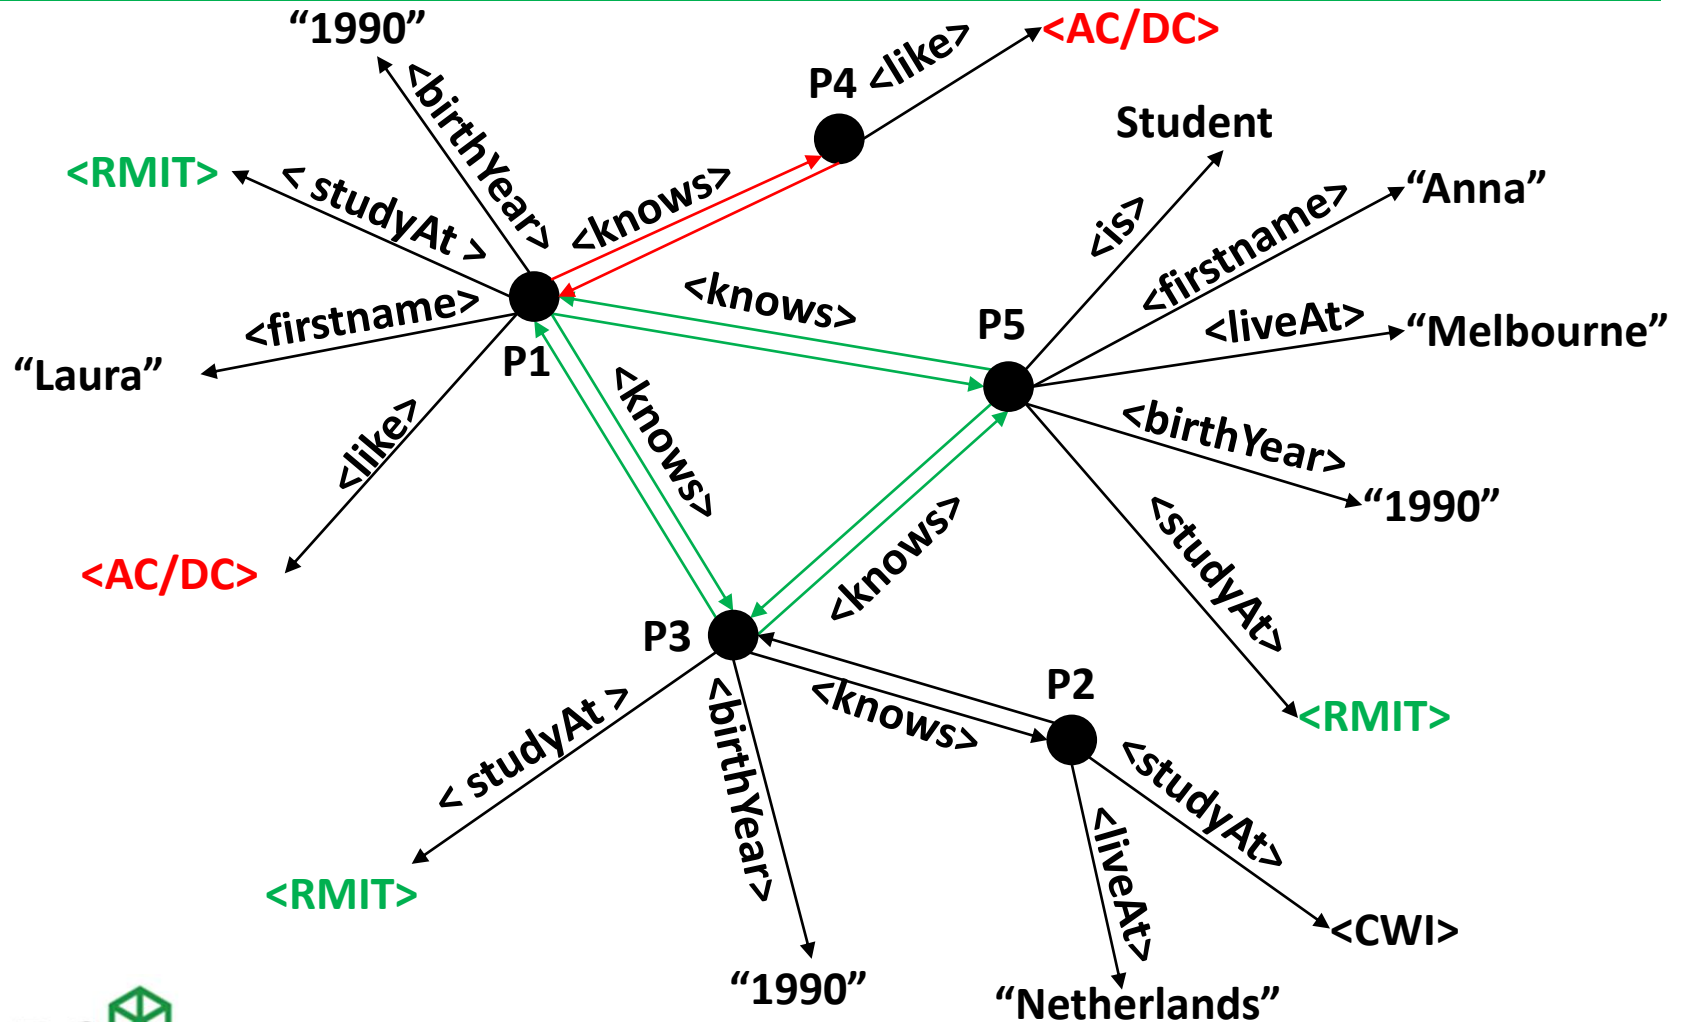 “1990”
<AC/DC>
<like>
P4
<birthYear>
Student
<RMIT>
< studyAt >
<knows>
“Anna”
<is>
<firstname>
<firstname>
<knows>
<liveAt>
“Melbourne”
P5
“Laura”
P1
<knows>
<like>
<birthYear>
“1990”
<AC/DC>
<knows>
<studyAt>
P3
P2
<RMIT>
< studyAt >
<birthYear>
<knows>
<studyAt>
<liveAt>
<RMIT>
<CWI>
“1990”
“Netherlands”